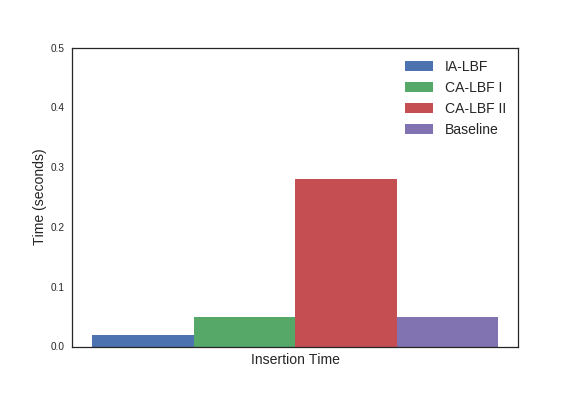 0.5
0.4
0.3
0.2
0.1
0.0
Time (seconds)
IA-LBF
CA-LBF I
CA-LBF II
Baseline
Insertion Time